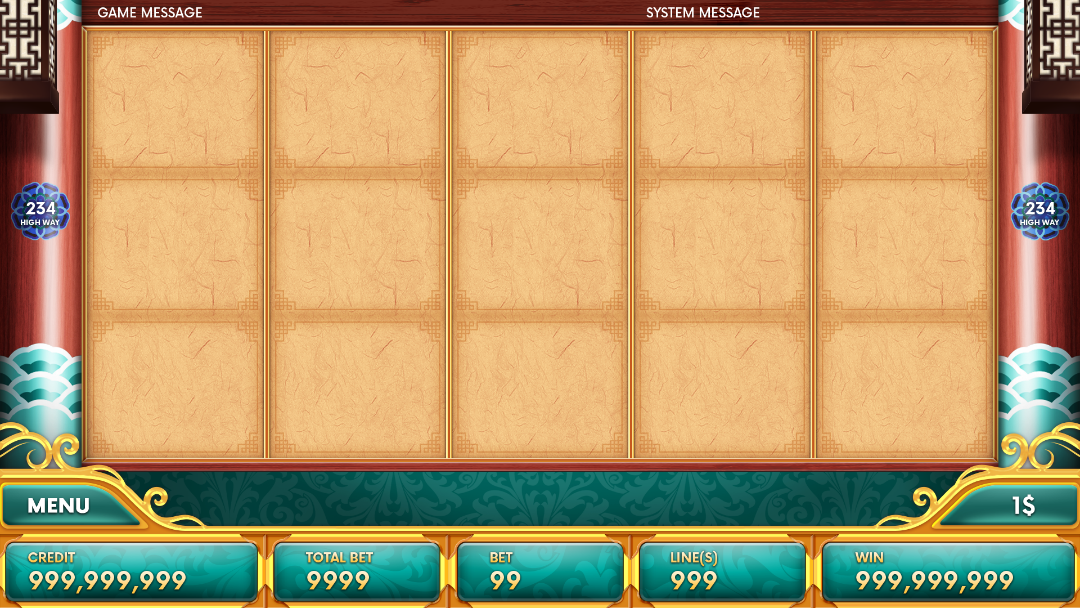 GAME MESSAGE
SYSTEM MESSAGE
234
HIGH WAY
234
HIGH WAY
MENU
1$
CREDIT
999,999,999
TOTAL BET
9999
BET
99
LINE(S)
999
WIN
999,999,999